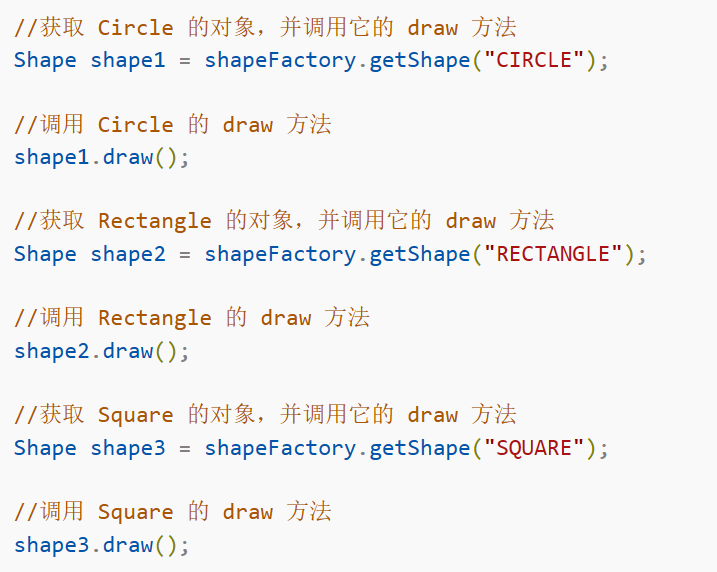 //获取 Circle 的对象，并调用它的 draw 方法
Shape shape1 = shapeFactory.getShape("CIRCLE");
//调用 Circle 的 draw 方法
shape1.draw();
//获取 Rectangle 的对象，并调用它的 draw 方法
Shape shape2 = shapeFactory.getShape("RECTANGLE");
//调用 Rectangle 的 draw 方法
shape2.draw();
//获取 Square 的对象，并调用它的 draw 方法
Shape shape3 = shapeFactory.getShape("SQUARE");
//调用 Square 的 draw 方法
shape3.draw();